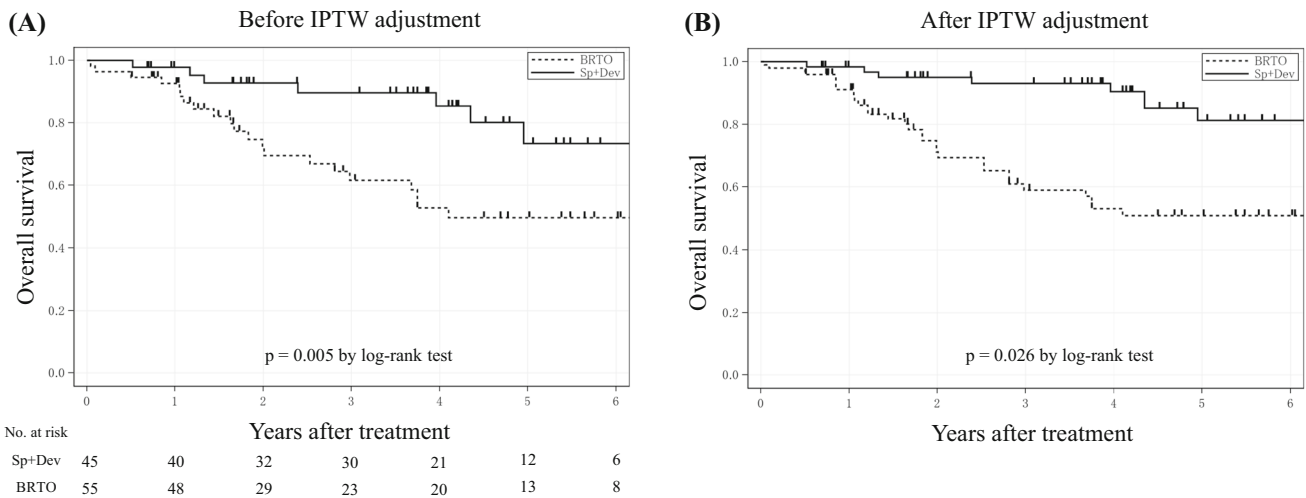 (A)
Before IPTW adjustment
BRTO
Sp+Dev
1.0
0.8
0.6
0.4
0.2
0.0
Overall survival
p = 0.005 by log-rank test
0 1 2 3 4 5 6
Years after treatment
No. at risk
Sp+Dev 45 40 32 30 21 12 6
BRTO 55 48 29 23 20 13 8
(B)
After IPTW adjustment
BRTO
Sp+Dev
1.0
0.8
0.6
0.4
0.2
0.0
Overall survival
p = 0.026 by log-rank test
0 1 2 3 4 5 6
Years after treatment